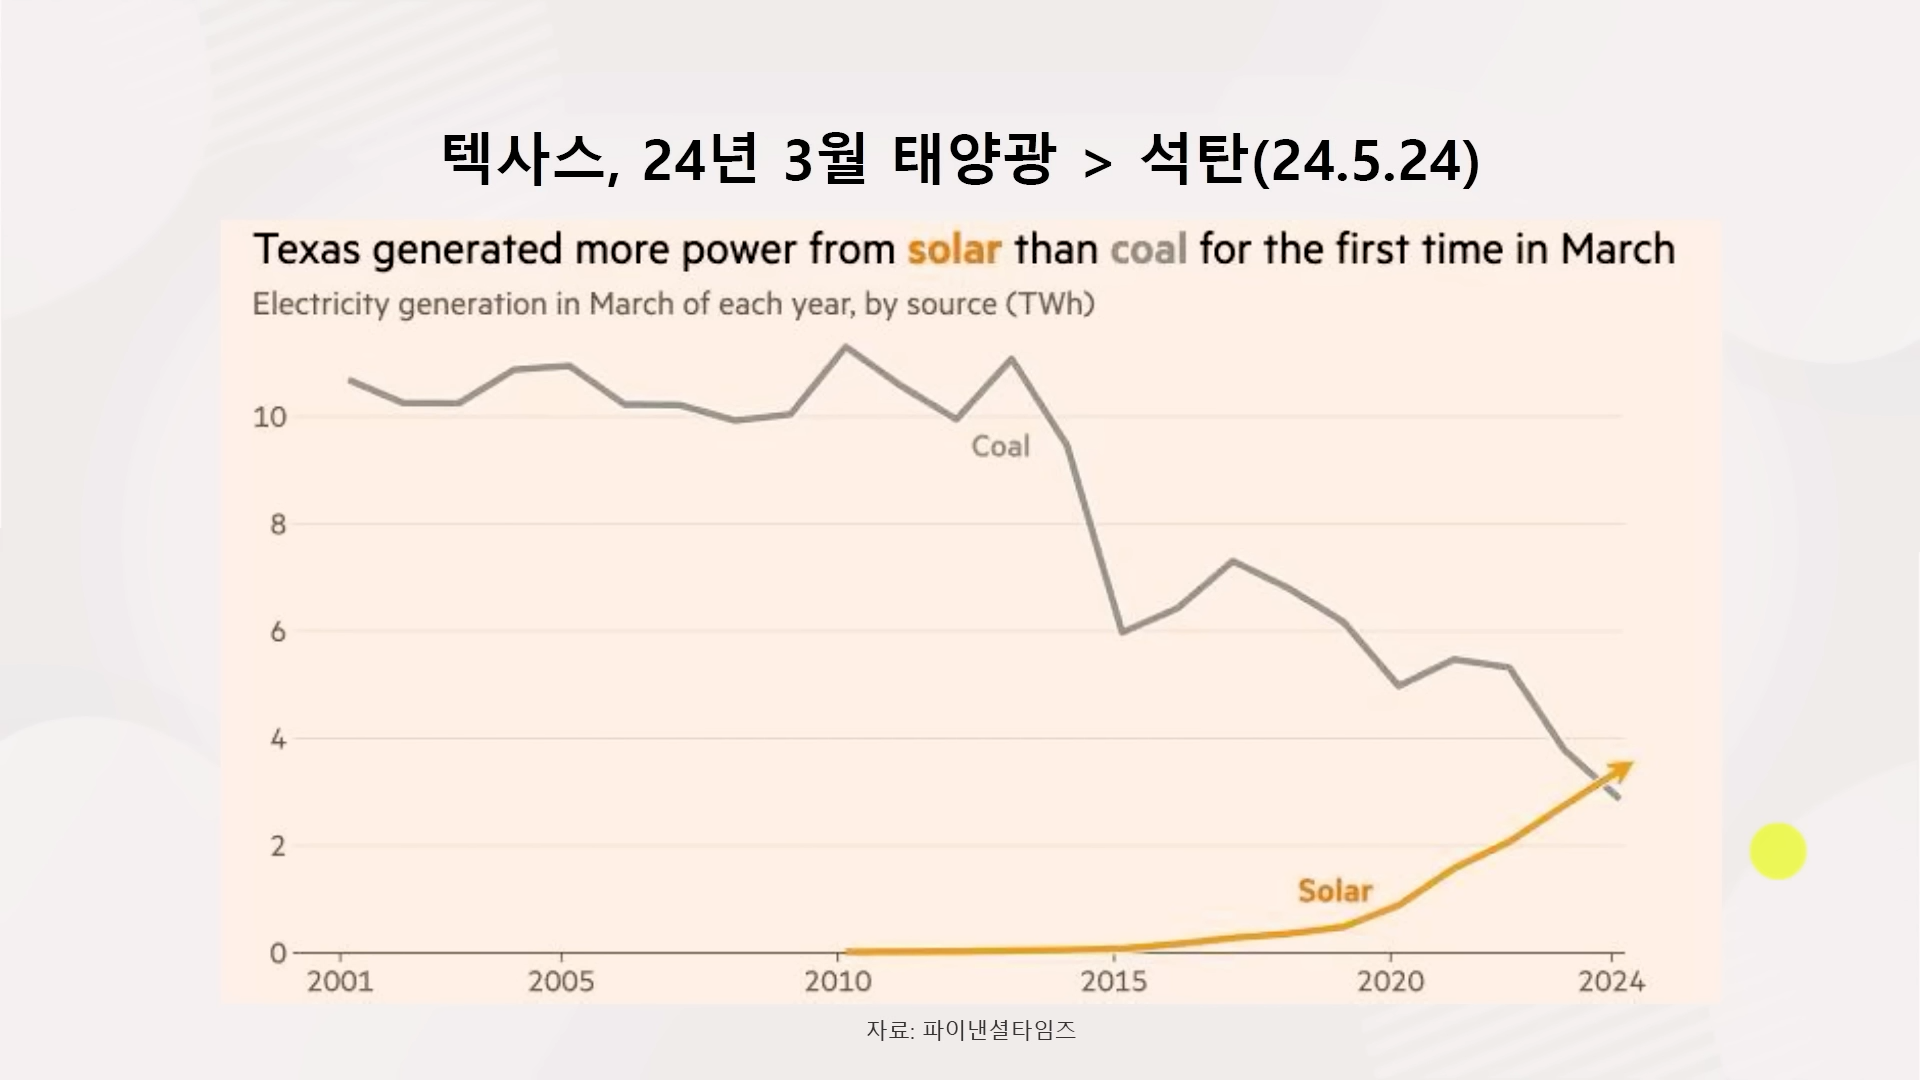 텍사스, 24년 3월 태양광 > 석탄(24.5.24)
Texas generated more power from solar than coal for the first time in March
Electricity generation in March of each year, by source (TWh)
10
Coal
8
6
4
2
Solar
0
2001 2005 2010 2015 2020 2024
자료: 파이낸셜타임즈